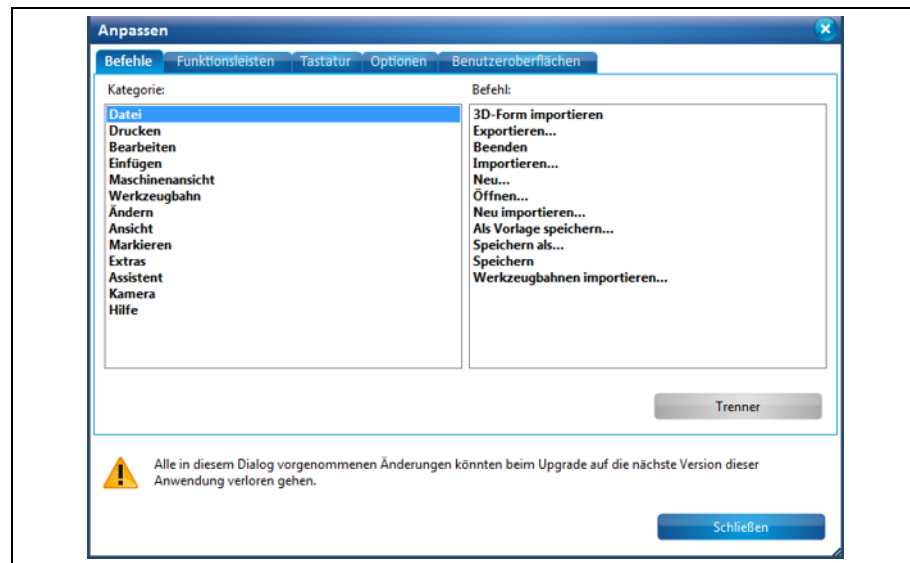 Anpassen
Befehle Funktionsleisten Tastatur Optionen Benutzeroberflächen
Kategorie: Befehl:
Datei
Drucken
Bearbeiten
Einfügen
Maschinenansicht
Werkzeugbahn
Ändern
Ansicht
Markieren
Extras
Assistent
Kamera
Hilfe
3D-Form importieren
Exportieren...
Beenden
Importieren...
Neu...
Öffnen...
Neu importieren...
Als Vorlage speichern...
Speichern als...
Speichern
Werkzeugbahnen importieren...
Trenner
Alle in diesem Dialog vorgenommenen Änderungen könnten beim Upgrade auf die nächste Version dieser
Anwendung verloren gehen.
Schließen